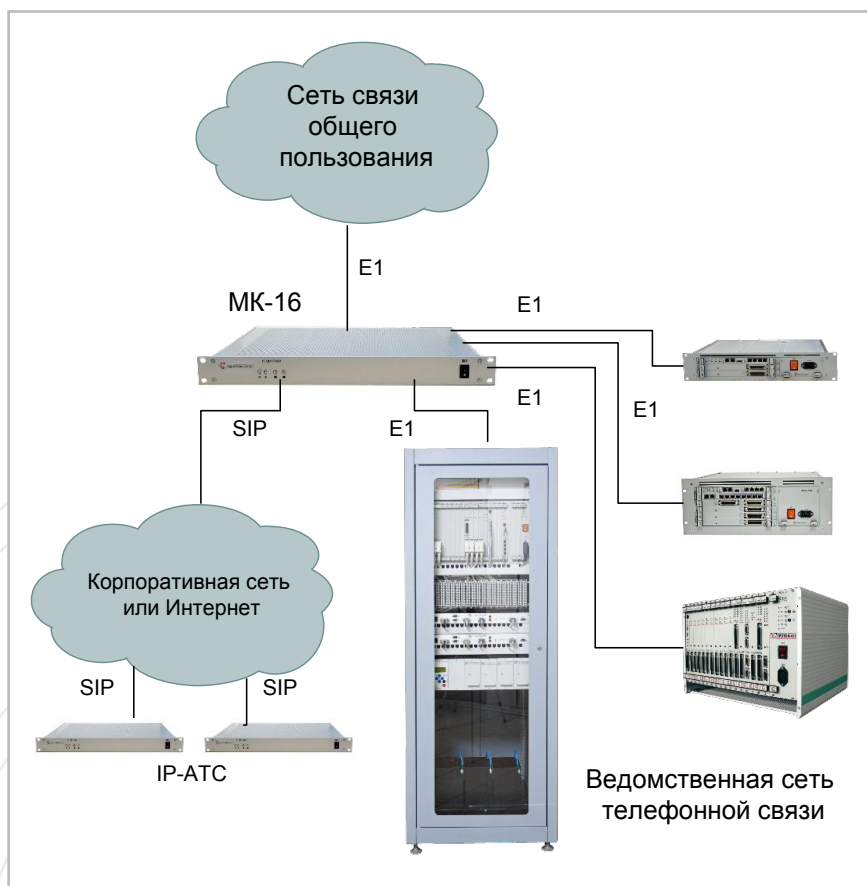 Сеть связи
общего
пользования
E1
МК-16
E1
E1
E1
SIP
E1
Корпоративная сеть
или Интернет
SIP
SIP
IP-АТС
Ведомственная сеть
телефонной связи